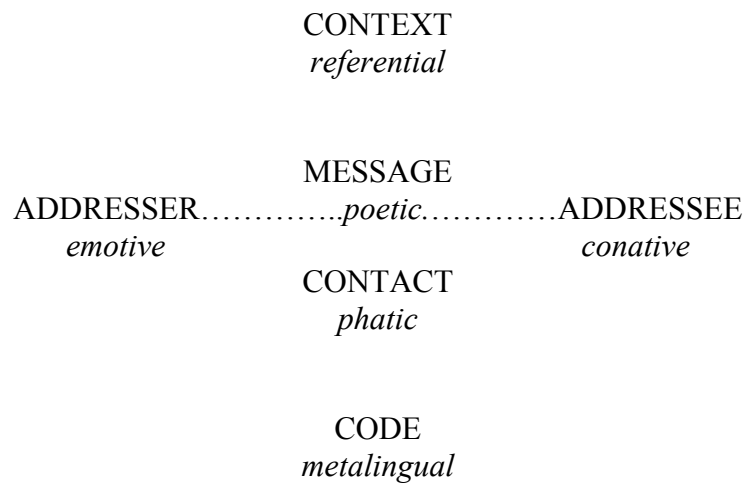 CONTEXT
referential
MESSAGE
ADDRESSER…………..poetic…………ADDRESSEE
emotive conative
CONTACT
phatic
CODE
metalingual